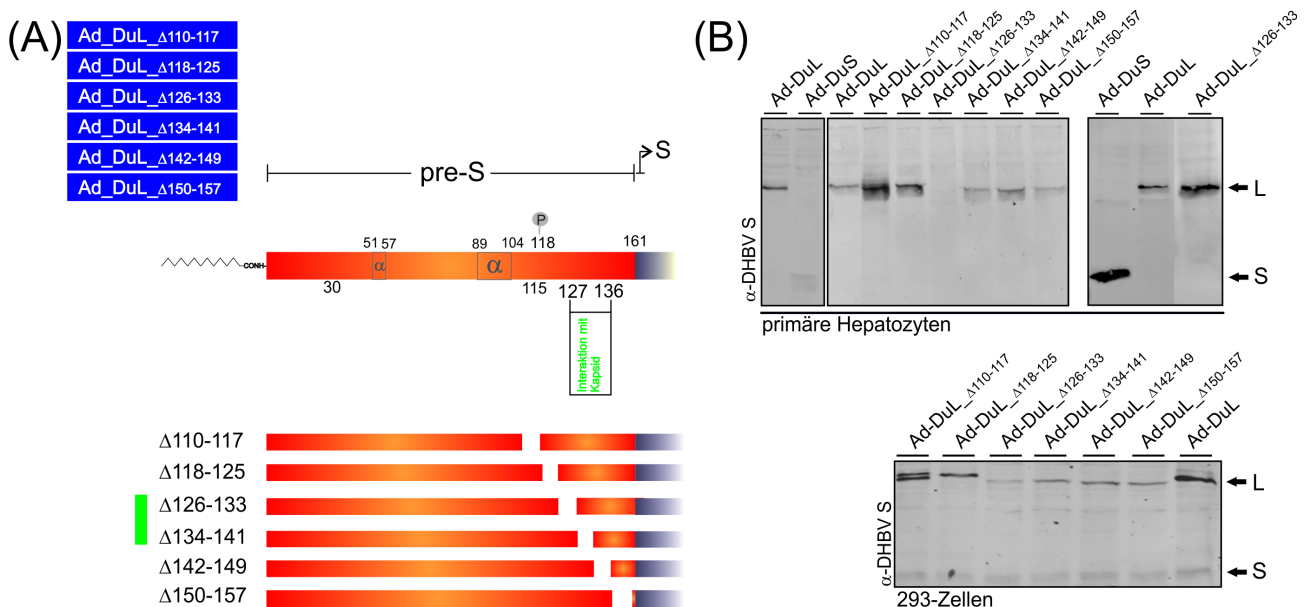 (A)
Ad_DuL_Δ110-117
Ad_DuL_Δ118-125
Ad_DuL_Δ126-133
Ad_DuL_Δ134-141
Ad_DuL_Δ142-149
Ad_DuL_Δ150-157
pre-S
S
P
51 57
89 104 118 161
α
α
CONH
30
115
127 136
Interaktion mit
Kapsid
Δ110-117
Δ118-125
Δ126-133
Δ134-141
Δ142-149
Δ150-157
(B)
Ad-DuL
Ad-DuS
Ad-DuL
Ad-DuL_Δ110-117
Ad-DuL_Δ118-125
Ad-DuL_Δ126-133
Ad-DuL_Δ134-141
Ad-DuL_Δ142-149
Ad-DuL_Δ150-157
Ad-DuS
Ad-DuL
Ad-DuL_Δ126-133
α-DHBV S
L
S
primäre Hepatozyten
Ad-DuL_Δ110-117
Ad-DuL_Δ118-125
Ad-DuL_Δ126-133
Ad-DuL_Δ134-141
Ad-DuL_Δ142-149
Ad-DuL_Δ150-157
Ad-DuL
α-DHBV S
L
S
293-Zellen